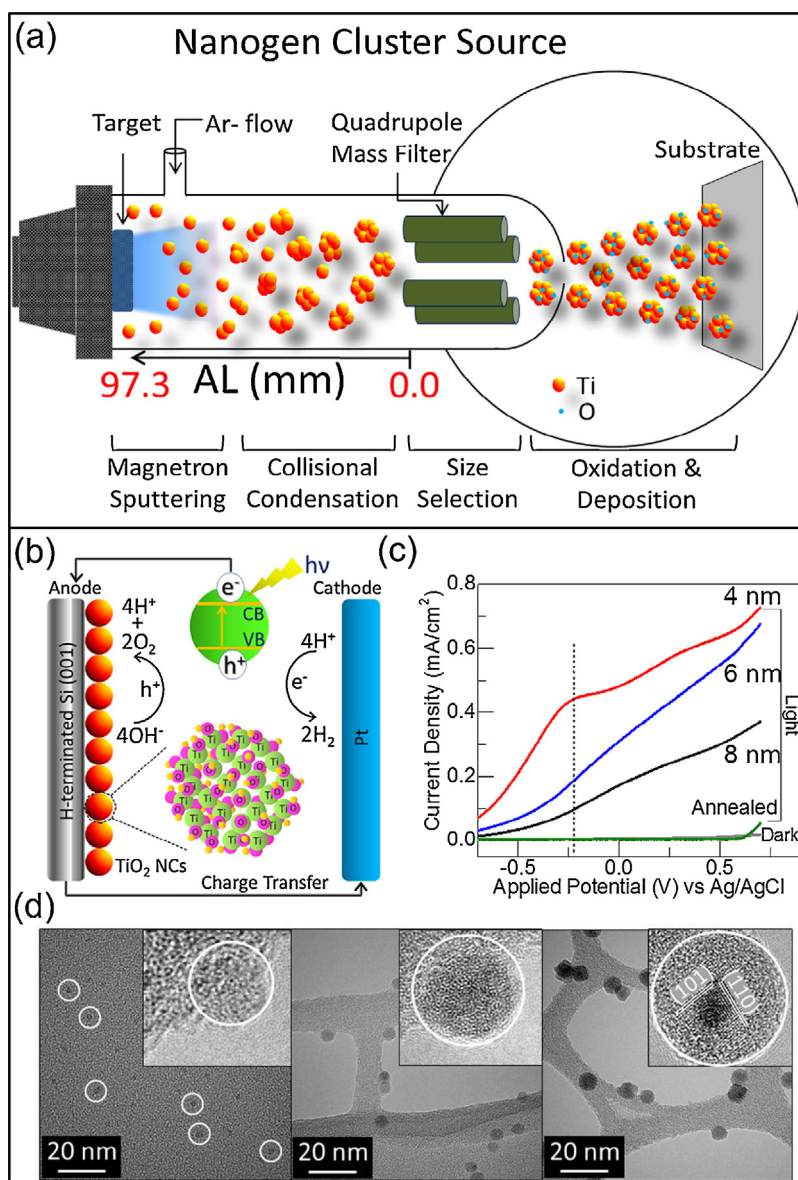 (a)
Nanogen Cluster Source
Target
Ar- flow
Quadrupole
Mass Filter
Substrate
97.3
AL (mm)
0.0
Ti
O
Magnetron
Sputtering
Collisional
Condensation
Size
Selection
Oxidation &
Deposition
(b)
Anode
H-terminated Si (001)
4H⁺
+
2O₂
h⁺
4OH⁻
TiO₂ NCs
e⁻
hν
CB
VB
h⁺
Cathode
4H⁺
e⁻
2H₂
Pt
Ti
O
Charge Transfer
(c)
Current Density (mA/cm²)
0.8
0.6
0.4
0.2
0.0
-0.5
0.0
0.5
Applied Potential (V) vs Ag/AgCl
4 nm
6 nm
8 nm
Light
Annealed
Dark
(d)
20 nm
20 nm
(101)
(110)
20 nm